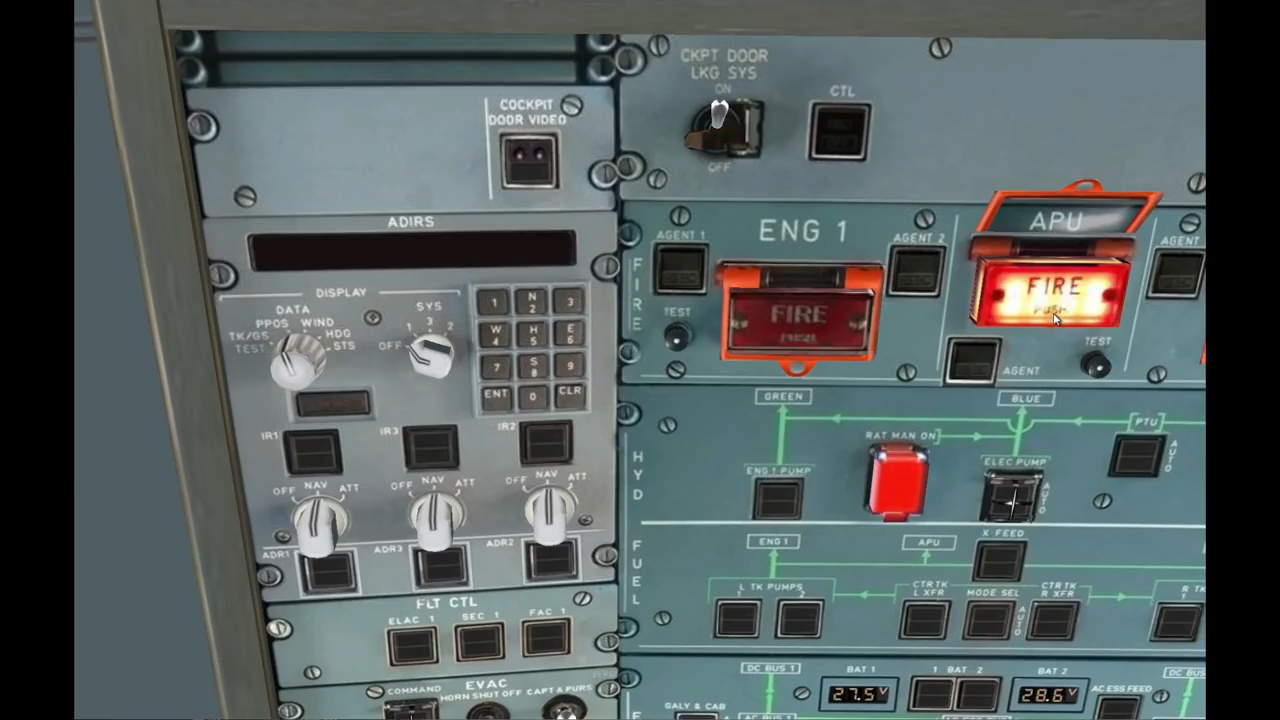 CKPT DOOR
LKG SYS
ON
OFF
CTL
COCKPIT
DOOR VIDEO
ADIRS
DISPLAY
DATA
PPOS WIND
TK/GS HDG
TEST STS
SYS
1 3 2
OFF
1 N 2 3
W 4 H 5 E 6
7 S 8 9
ENT 0 CLR
IR1 IR3 IR2
OFF NAV ATT
OFF NAV ATT
OFF NAV ATT
ADR1 ADR3 ADR2
FLT CTL
ELAC 1 SEC 1 FAC 1
EVAC
COMMAND HORN SHUT OFF CAPT & PURS
FIRE
AGENT 1 ENG 1 AGENT 2
TEST
FIRE
PUSH
APU
FIRE
PUSH
AGENT
TEST
AGENT
HYD
GREEN BLUE
RAT MAN ON PTU
AUTO
ENG 1 PUMP ELEC PUMP
AUTO
FUEL
ENG 1 APU X FEED
L TK PUMPS
1 2
CTR TK
L XFR
MODE SEL
AUTO
CTR TK
R XFR
R TK
1
DC BUS 1
BAT 1 1 BAT 2 BAT 2
27.5V 28.6V
AC ESS FEED
GALY & CAB
AC BUS 1